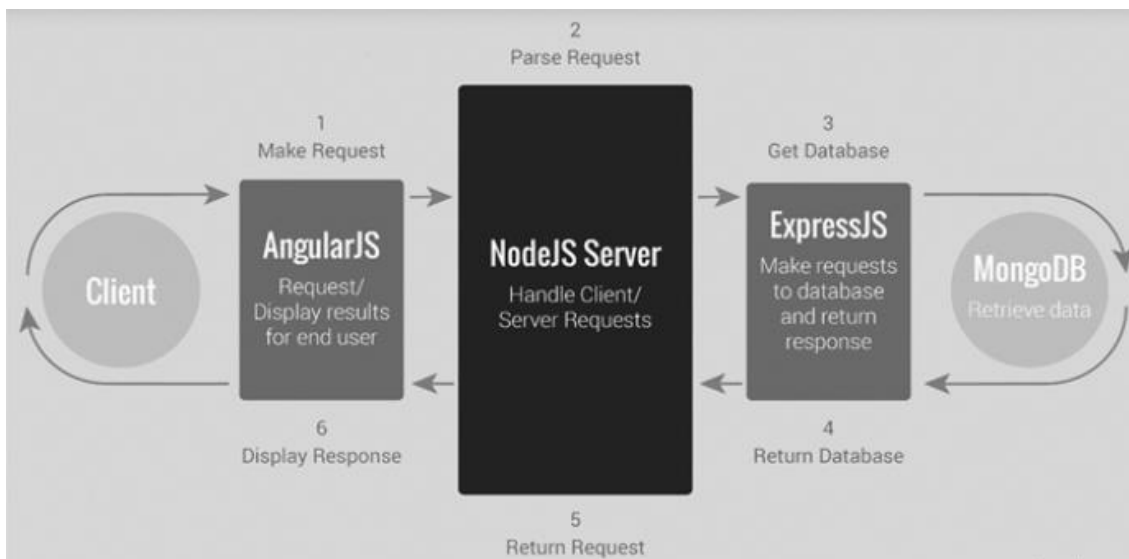 2
Parse Request
1
Make Request
3
Get Database
Client
AngularJS
Request/
Display results
for end user
NodeJS Server
Handle Client/
Server Requests
ExpressJS
Make requests
to database
and return
response
MongoDB
Retrieve data
6
Display Response
4
Return Database
5
Return Request